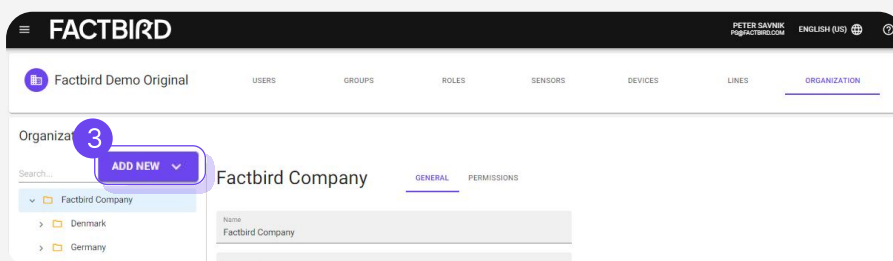 FACTBIRD
PETER SAVNIK
PS@FACTBIRD.COM
ENGLISH (US)
Factbird Demo Original
USERS
GROUPS
ROLES
SENSORS
DEVICES
LINES
ORGANIZATION
Organizat
3
ADD NEW
Search...
Factbird Company
Denmark
Germany
Factbird Company
GENERAL
PERMISSIONS
Name
Factbird Company